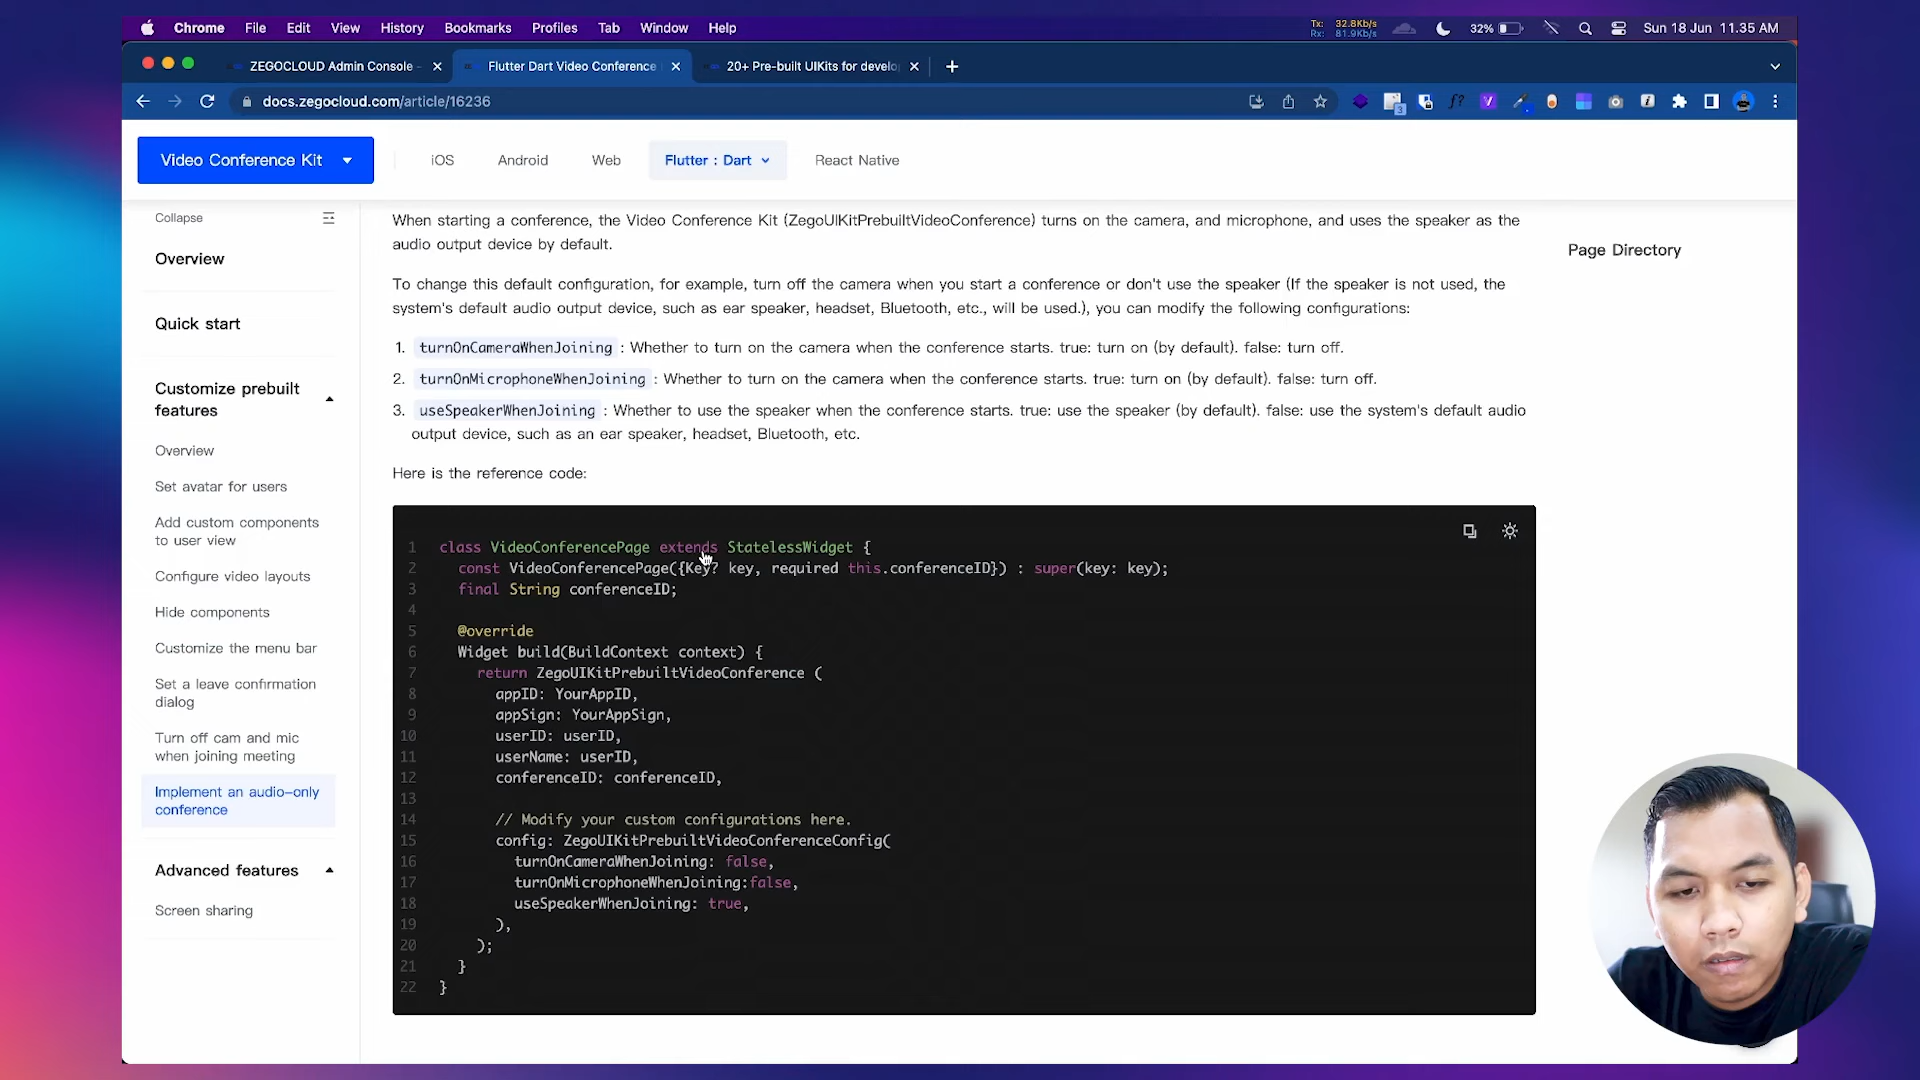 Chrome File Edit View History Bookmarks Profiles Tab Window Help
Tx: 32.8Kb/s
Rx: 81.9Kb/s
32%
Sun 18 Jun 11.35 AM
ZEGOCLOUD Admin Console -
Flutter Dart Video Conference
20+ Pre-built UIKits for develo
docs.zegocloud.com/article/16236
Video Conference Kit
iOS
Android
Web
Flutter : Dart
React Native
Collapse
Overview
Quick start
Customize prebuilt
features
Overview
Set avatar for users
Add custom components
to user view
Configure video layouts
Hide components
Customize the menu bar
Set a leave confirmation
dialog
Turn off cam and mic
when joining meeting
Implement an audio-only
conference
Advanced features
Screen sharing
When starting a conference, the Video Conference Kit (ZegoUIKitPrebuiltVideoConference) turns on the camera, and microphone, and uses the speaker as the
audio output device by default.
To change this default configuration, for example, turn off the camera when you start a conference or don't use the speaker (If the speaker is not used, the
system's default audio output device, such as ear speaker, headset, Bluetooth, etc., will be used.), you can modify the following configurations:
1. turnOnCameraWhenJoining : Whether to turn on the camera when the conference starts. true: turn on (by default). false: turn off.
2. turnOnMicrophoneWhenJoining : Whether to turn on the camera when the conference starts. true: turn on (by default). false: turn off.
3. useSpeakerWhenJoining : Whether to use the speaker when the conference starts. true: use the speaker (by default). false: use the system's default audio
output device, such as an ear speaker, headset, Bluetooth, etc.
Here is the reference code:
1 class VideoConferencePage extends StatelessWidget {
2 const VideoConferencePage({Key? key, required this.conferenceID}) : super(key: key);
3 final String conferenceID;
4
5 @override
6 Widget build(BuildContext context) {
7 return ZegoUIKitPrebuiltVideoConference (
8 appID: YourAppID,
9 appSign: YourAppSign,
10 userID: userID,
11 userName: userID,
12 conferenceID: conferenceID,
13
14 // Modify your custom configurations here.
15 config: ZegoUIKitPrebuiltVideoConferenceConfig(
16 turnOnCameraWhenJoining: false,
17 turnOnMicrophoneWhenJoining:false,
18 useSpeakerWhenJoining: true,
19 ),
20 );
21 }
22 }
Page Directory